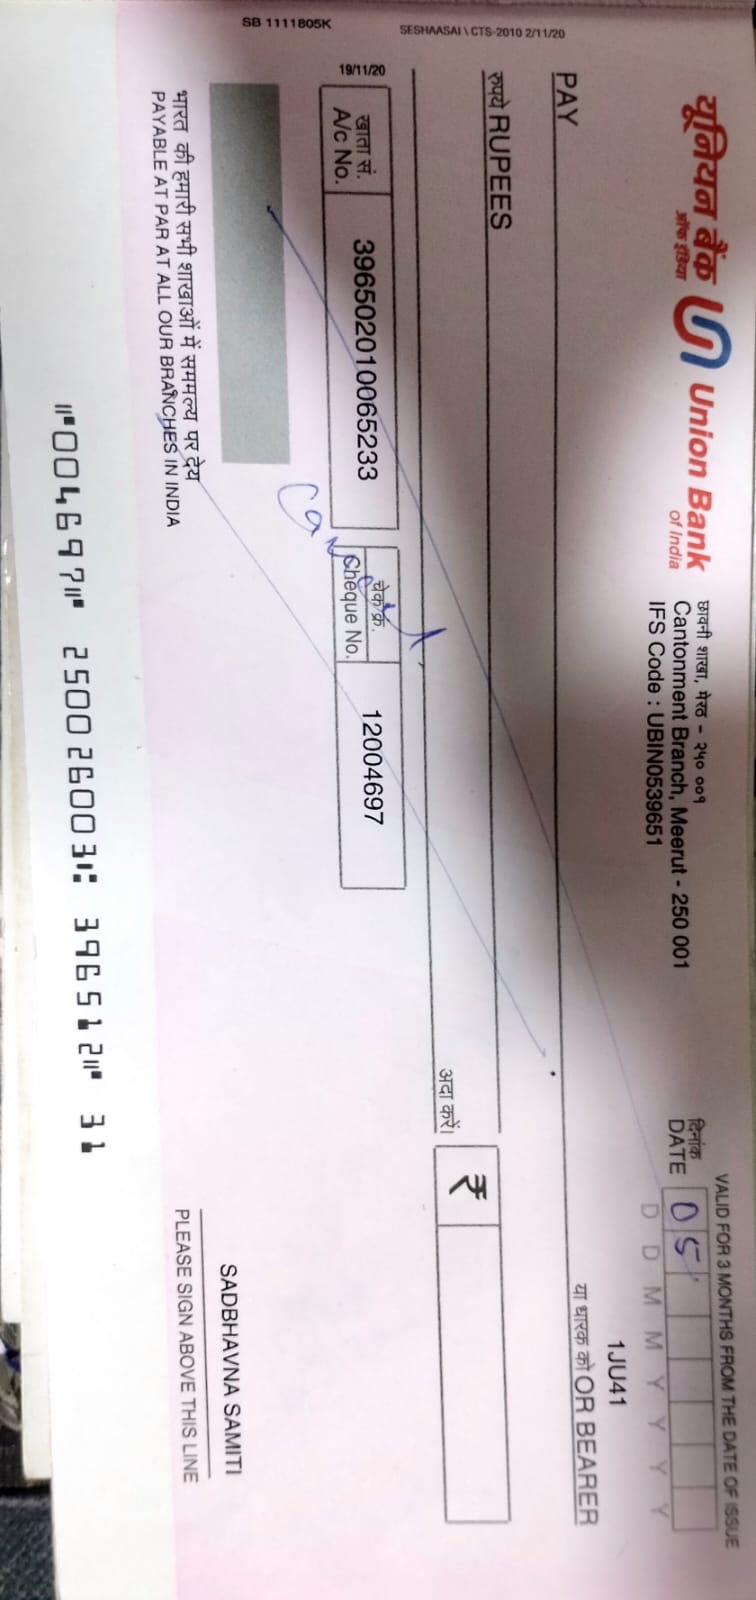 यूनियन बैंक
ऑफ इंडिया
Union Bank
of India
छावनी शाखा, मेरठ - २५० ००१
Cantonment Branch, Meerut - 250 001
IFS Code : UBIN0539651
VALID FOR 3 MONTHS FROM THE DATE OF ISSUE
दिनांक
DATE 05
D D M M Y Y Y Y
1JU41
PAY
या धारक को OR BEARER
रुपये RUPEES
अदा करें।
₹
SESHAASAI \ CTS-2010 2/11/20
19/11/20
खाता सं.
A/c No.
396502010065233
चेक क्र.
Cheque No.
12004697
SB 1111805K
SADBHAVNA SAMITI
भारत की हमारी सभी शाखाओं में सममूल्य पर देय
PAYABLE AT PAR AT ALL OUR BRANCHES IN INDIA
PLEASE SIGN ABOVE THIS LINE
⑈004697⑈ 250026003⑆ 396512⑈ 31